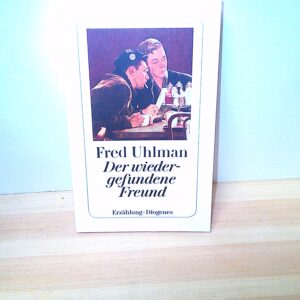 Fred Uhlman
Der wieder-
gefundene
Freund
Erzählung · Diogenes